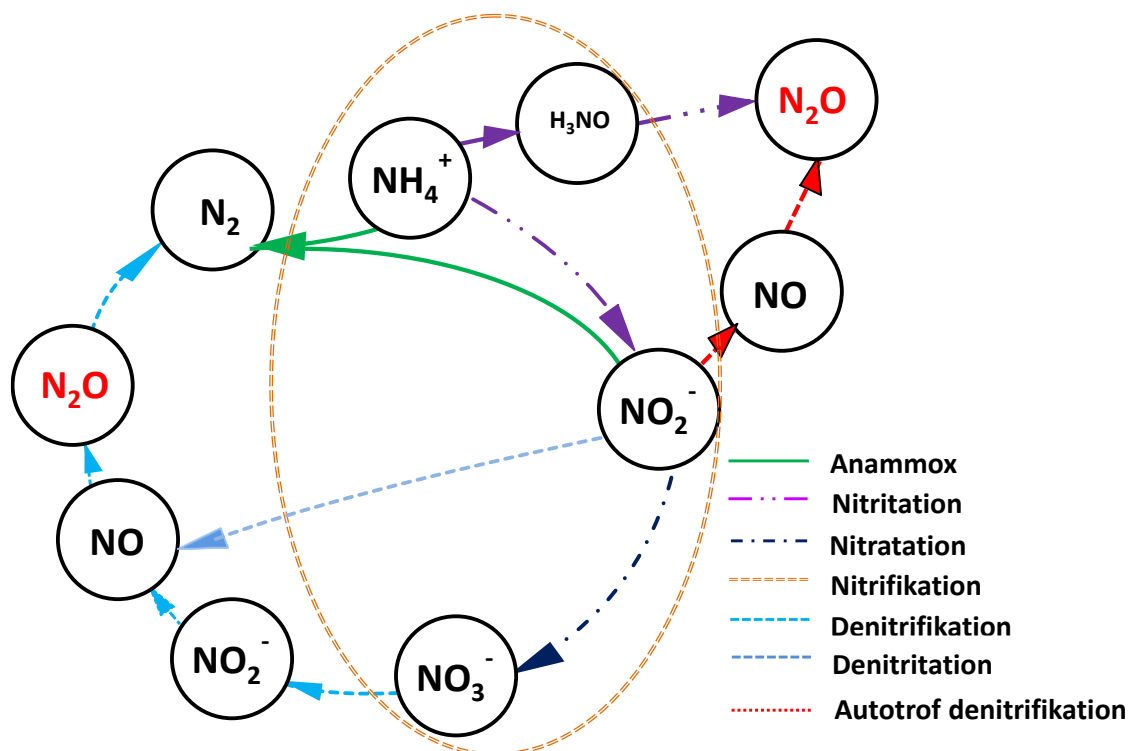 H₃NO
N₂O
NH₄⁺
N₂
NO
N₂O
NO₂⁻
NO
NO₂⁻
NO₃⁻
Anammox
Nitritation
Nitratation
Nitrifikation
Denitrifikation
Denitritation
Autotrof denitrifikation